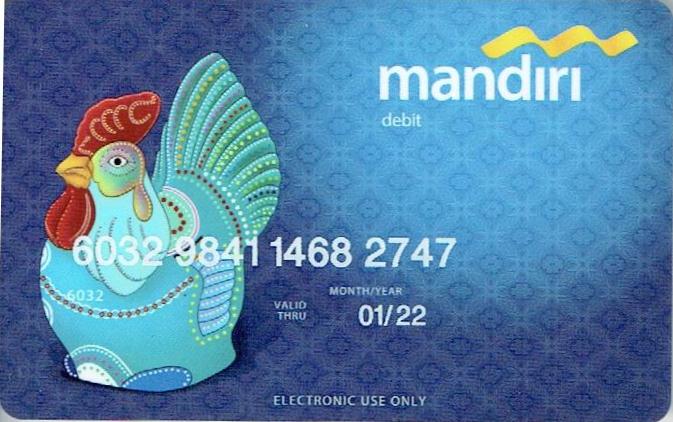 mandiri
debit
6032 9841 1468 2747
6032
MONTH/YEAR
VALID THRU
01/22
ELECTRONIC USE ONLY